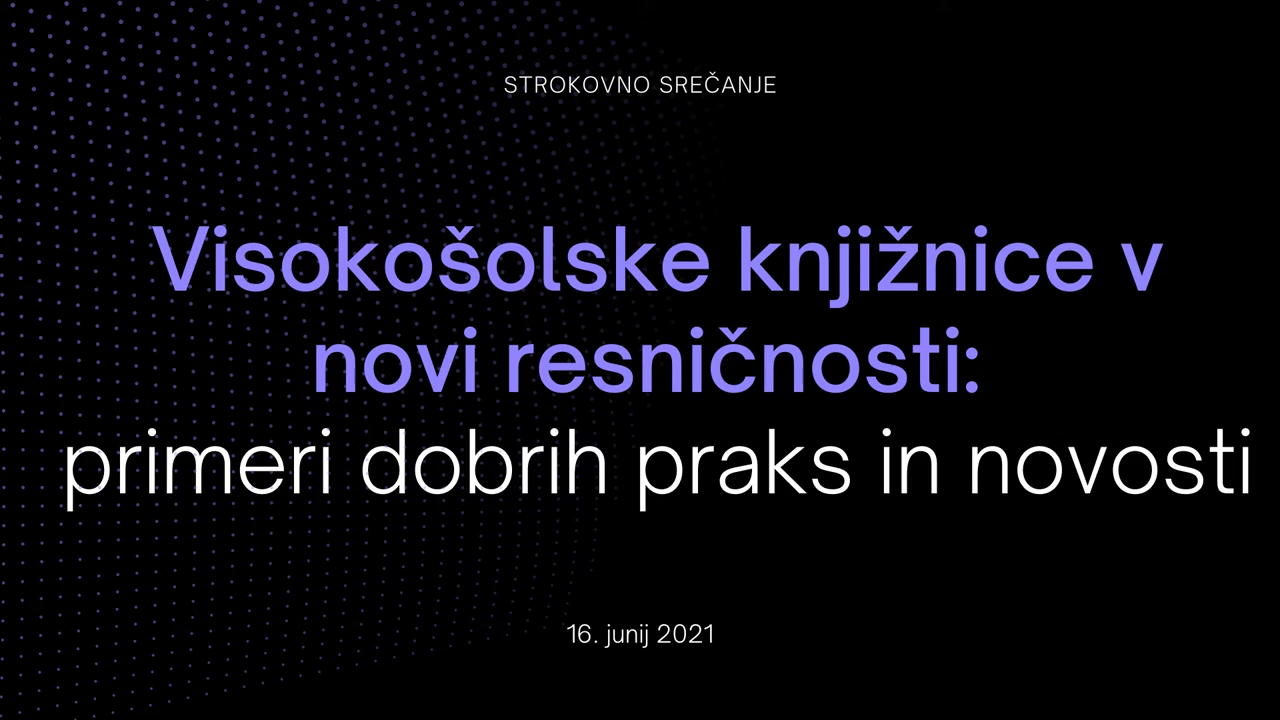 STROKOVNO SREČANJE
Visokošolske knjižnice v
novi resničnosti:
primeri dobrih praks in novosti
16. junij 2021